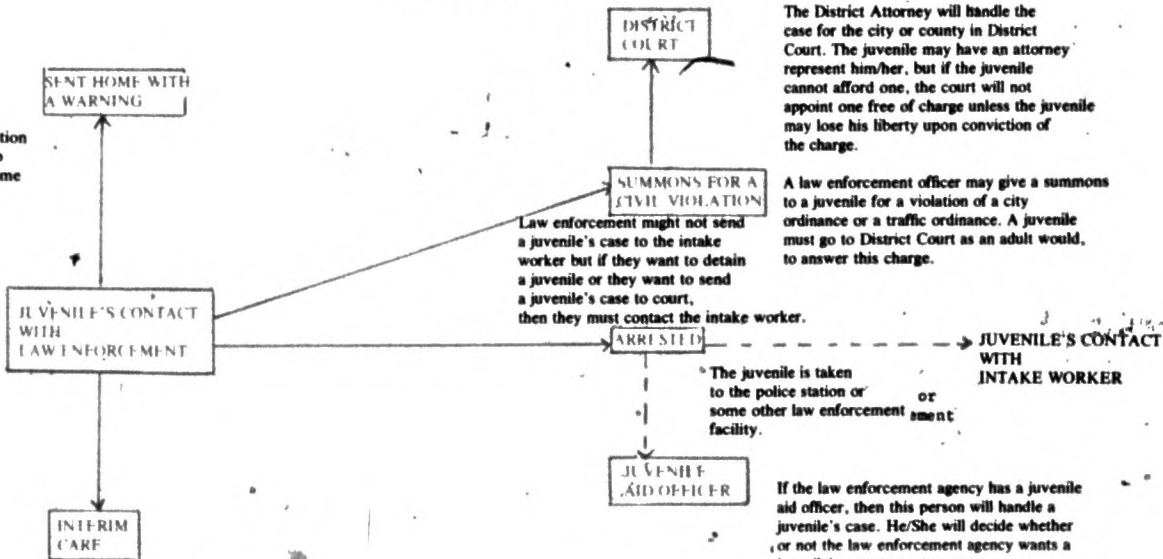 DISTRICT
COURT
The District Attorney will handle the
case for the city or county in District
Court. The juvenile may have an attorney
represent him/her, but if the juvenile
cannot afford one, the court will not
appoint one free of charge unless the juvenile
may lose his liberty upon conviction of
the charge.
SENT HOME WITH
A WARNING
tion
me
SUMMONS FOR A
CIVIL VIOLATION
A law enforcement officer may give a summons
to a juvenile for a violation of a city
ordinance or a traffic ordinance. A juvenile
must go to District Court as an adult would,
to answer this charge.
Law enforcement might not send
a juvenile's case to the intake
worker but if they want to detain
a juvenile or they want to send
a juvenile's case to court,
then they must contact the intake worker.
JUVENILE'S CONTACT
WITH
LAW ENFORCEMENT
ARRESTED
JUVENILE'S CONTACT
WITH
INTAKE WORKER
The juvenile is taken
to the police station or
some other law enforcement
facility.
or
ement
JUVENILE
AID OFFICER
If the law enforcement agency has a juvenile
aid officer, then this person will handle a
juvenile's case. He/She will decide whether
or not the law enforcement agency wants a
INTERIM
CARE